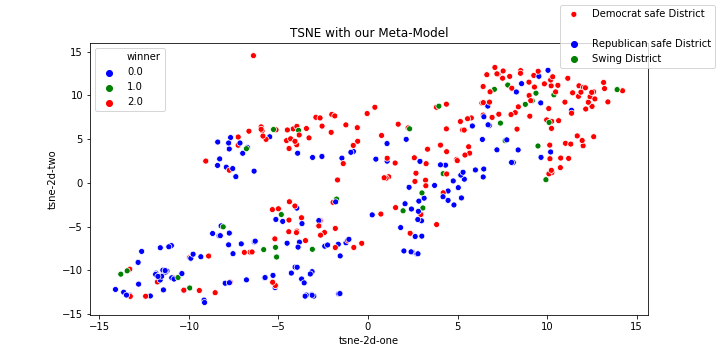 TSNE with our Meta-Model
Democrat safe District
Republican safe District
Swing District
winner
0.0
1.0
2.0
15
10
5
0
−5
−10
−15
tsne-2d-two
−15
−10
−5
0
5
10
15
tsne-2d-one